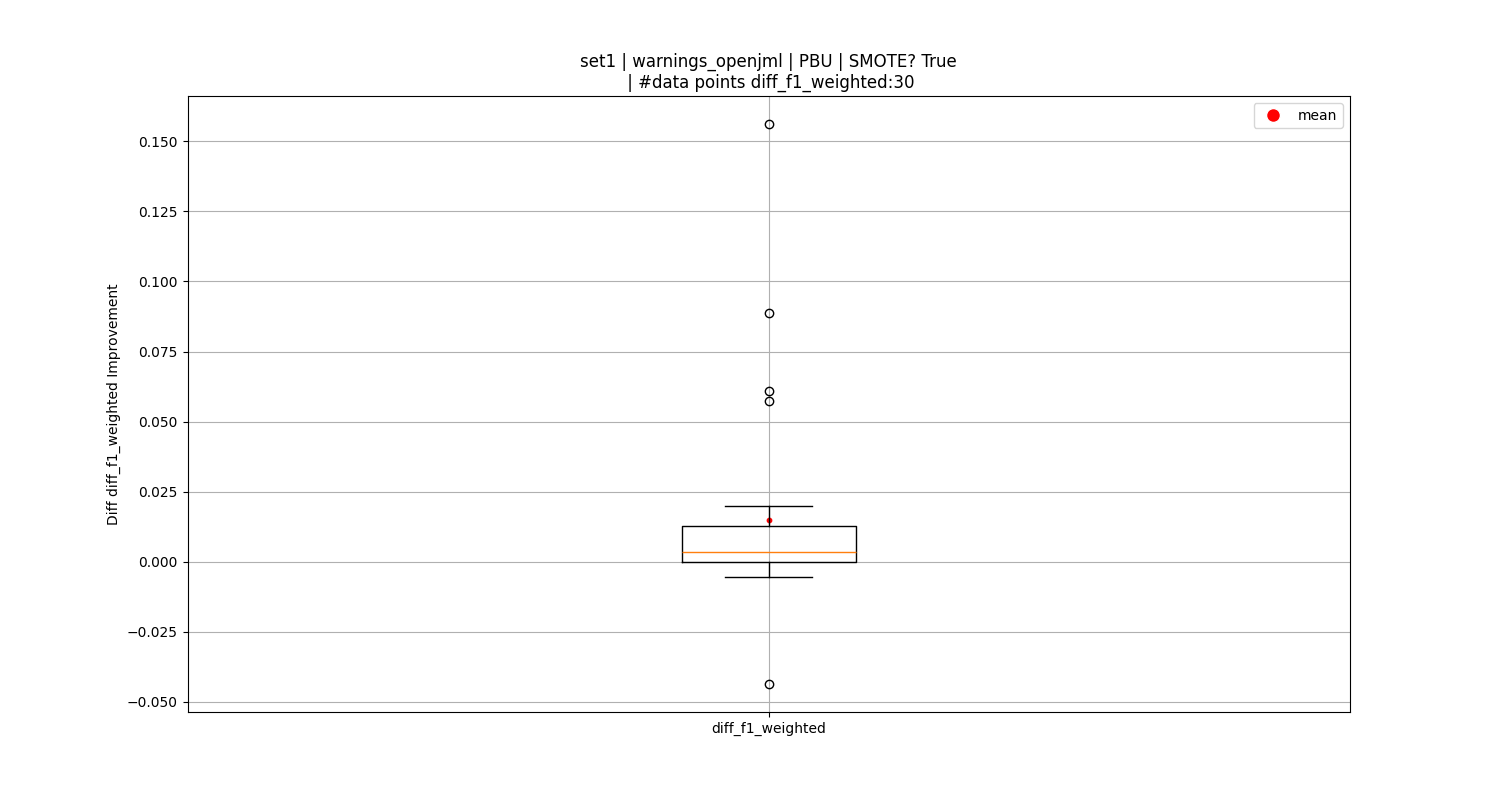 set1 | warnings_openjml | PBU | SMOTE? True
| #data points diff_f1_weighted:30
mean
0.150
0.125
0.100
0.075
0.050
0.025
0.000
−0.025
−0.050
Diff diff_f1_weighted Improvement
diff_f1_weighted